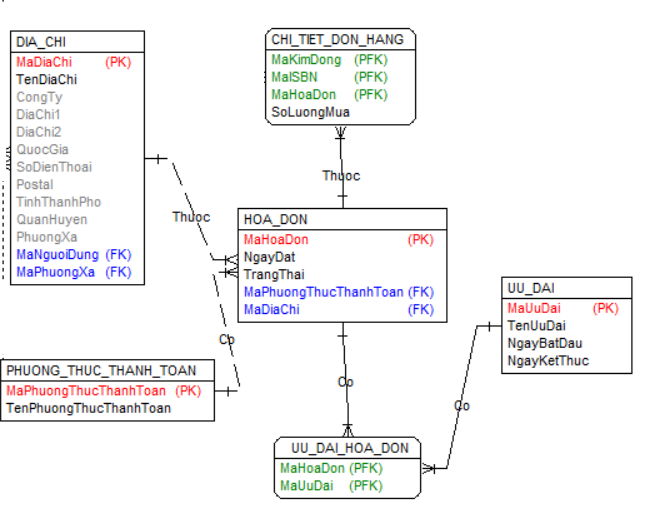 DIA_CHI
MaDiaChi (PK)
TenDiaChi
CongTy
DiaChi1
DiaChi2
QuocGia
SoDienThoai
Postal
TinhThanhPho
QuanHuyen
PhuongXa
MaNguoiDung (FK)
MaPhuongXa (FK)
CHI_TIET_DON_HANG
MaKimDong (PFK)
MaISBN (PFK)
MaHoaDon (PFK)
SoLuongMua
Thuoc
Thuoc
HOA_DON
MaHoaDon (PK)
NgayDat
TrangThai
MaPhuongThucThanhToan (FK)
MaDiaChi (FK)
UU_DAI
MaUuDai (PK)
TenUuDai
NgayBatDau
NgayKetThuc
Co
PHUONG_THUC_THANH_TOAN
MaPhuongThucThanhToan (PK)
TenPhuongThucThanhToan
Co
Co
UU_DAI_HOA_DON
MaHoaDon (PFK)
MaUuDai (PFK)